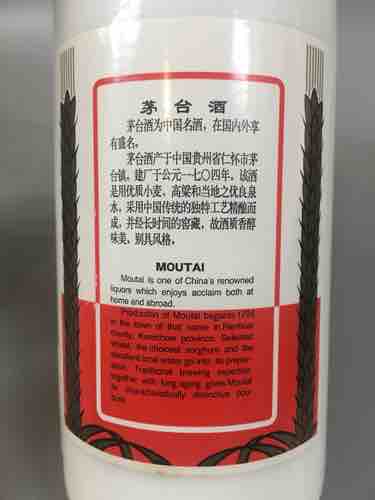 茅台酒
茅台酒为中国名酒，在国内外享
有盛名。
茅台酒产于中国贵州省仁怀市茅
台镇，建厂于公元一七〇四年。该酒
是用优质小麦、高粱和当地之优良泉
水，采用中国传统的独特工艺精酿而
成，并经长时间的窖藏，故酒质香醇
味美，别具风格。
MOUTAI
Moutai is one of China's renowned
liquors which enjoys acclaim both at
home and abroad.
Production of Moutai began in 1704
in the town of that name in Renhuai
county, Kweichow province. Selected
wheat, the choicest sorghum and the
excellent local water go into its prepar-
ation. Traditional brewing expertise
together with long aging gives Moutai
its characteristically distinctive bou-
quet.